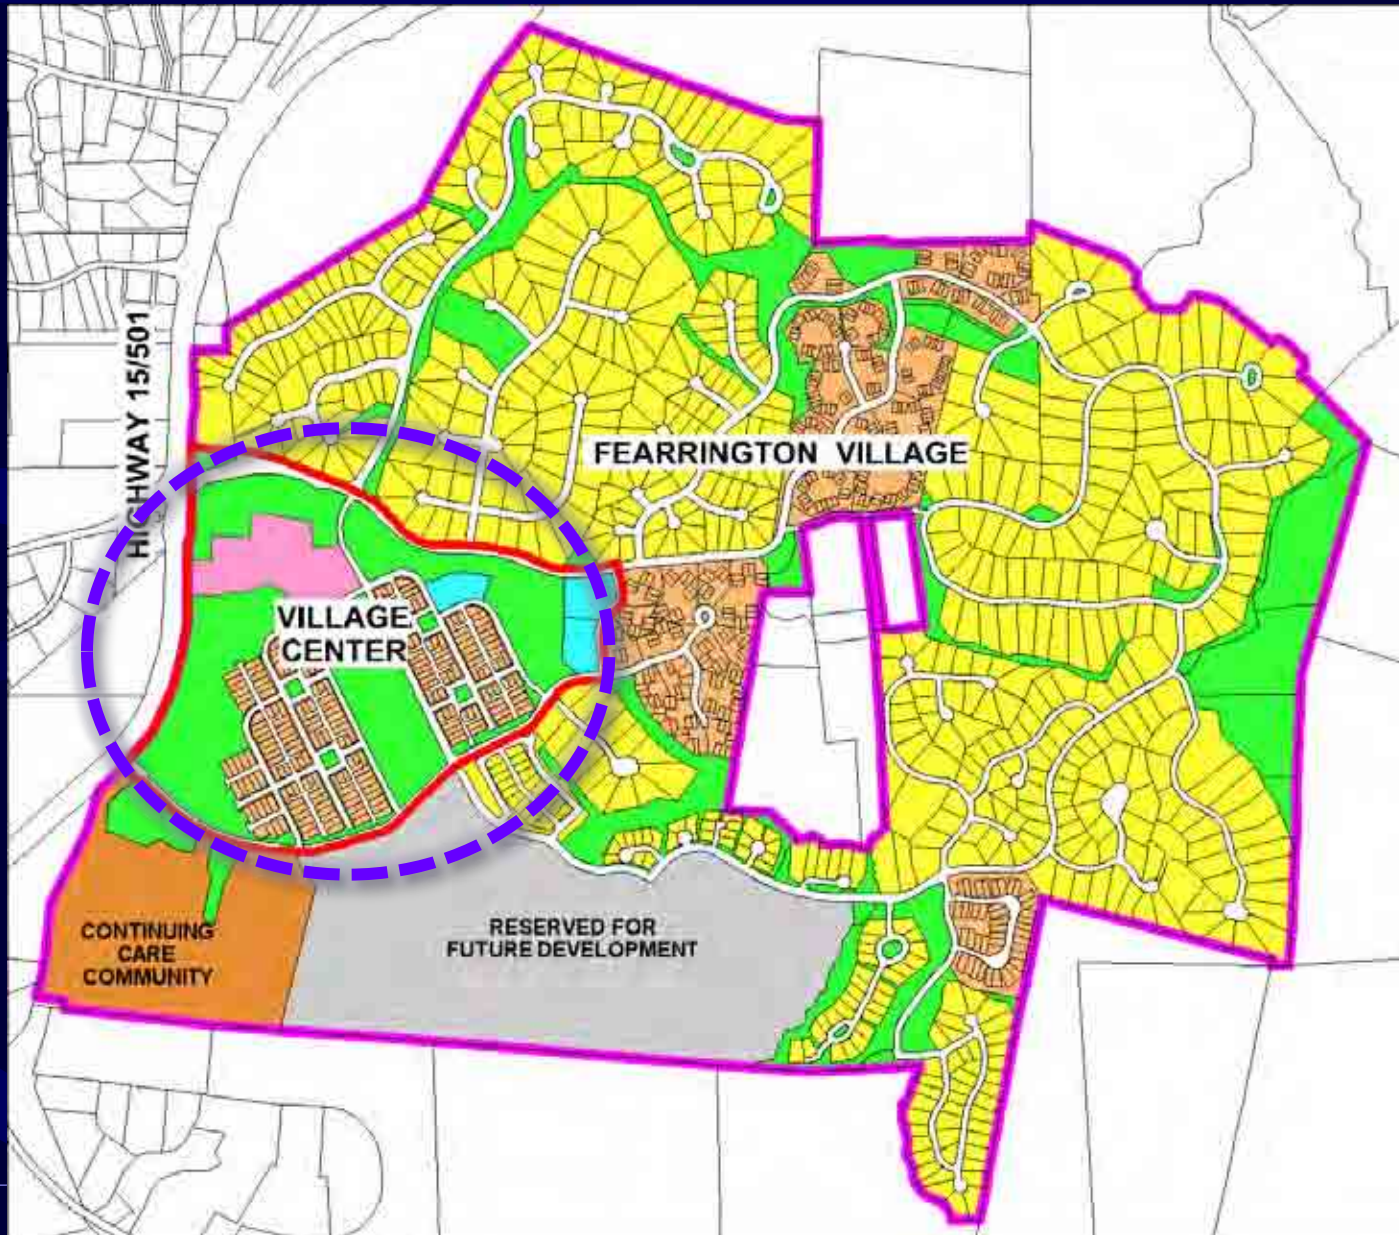 HIGHWAY 15/501
FEARRINGTON VILLAGE
VILLAGE
CENTER
CONTINUING
CARE
COMMUNITY
RESERVED FOR
FUTURE DEVELOPMENT